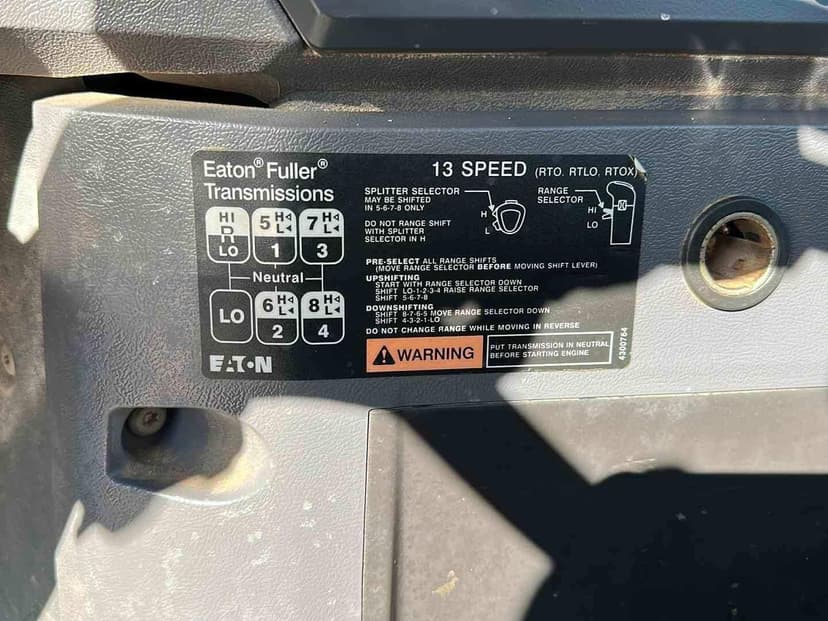 Eaton® Fuller®
Transmissions
13 SPEED (RTO, RTLO, RTOX)
HI
R
LO
5 H
L
1
7 H
L
3
Neutral
LO
6 H
L
2
8 H
L
4
EATON
SPLITTER SELECTOR
MAY BE SHIFTED
IN 5-6-7-8 ONLY
DO NOT RANGE SHIFT
WITH SPLITTER
SELECTOR IN H
H
L
RANGE
SELECTOR
HI
LO
PRE-SELECT ALL RANGE SHIFTS
(MOVE RANGE SELECTOR BEFORE MOVING SHIFT LEVER)
UPSHIFTING
START WITH RANGE SELECTOR DOWN
SHIFT LO-1-2-3-4 RAISE RANGE SELECTOR
SHIFT 5-6-7-8
DOWNSHIFTING
SHIFT 8-7-6-5 MOVE RANGE SELECTOR DOWN
SHIFT 4-3-2-1-LO
DO NOT CHANGE RANGE WHILE MOVING IN REVERSE
WARNING
PUT TRANSMISSION IN NEUTRAL
BEFORE STARTING ENGINE
4300764